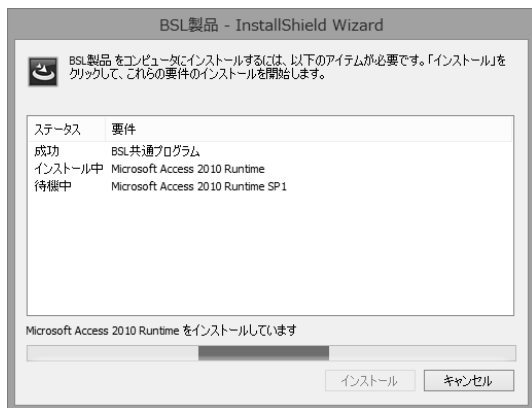 BSL製品 - InstallShield Wizard
BSL製品 をコンピュータにインストールするには、以下のアイテムが必要です。「インストール」を
クリックして、これらの要件のインストールを開始します。
ステータス 要件
成功 BSL共通プログラム
インストール中 Microsoft Access 2010 Runtime
待機中 Microsoft Access 2010 Runtime SP1
Microsoft Access 2010 Runtime をインストールしています
インストール キャンセル